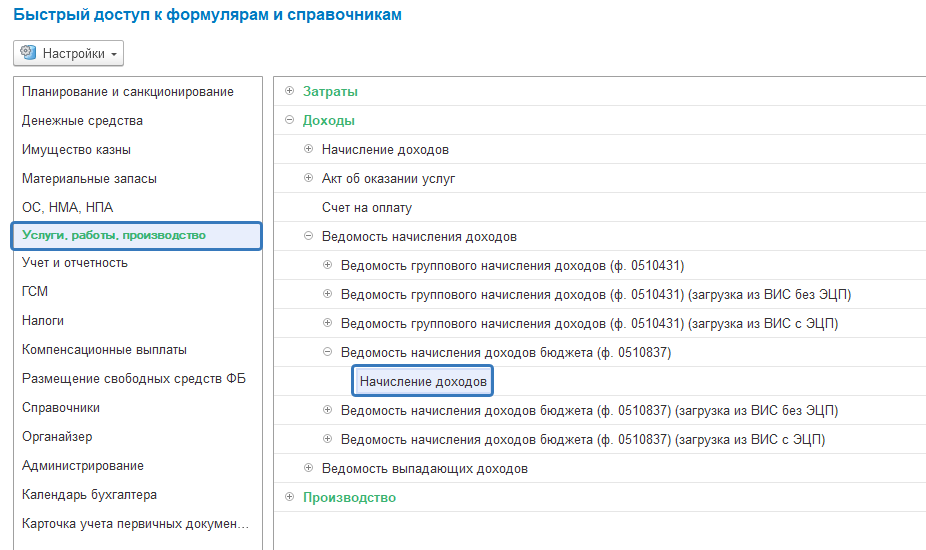 Быстрый доступ к формулярам и справочникам
Настройки
Планирование и санкционирование
Денежные средства
Имущество казны
Материальные запасы
ОС, НМА, НПА
Услуги, работы, производство
Учет и отчетность
ГСМ
Налоги
Компенсационные выплаты
Размещение свободных средств ФБ
Справочники
Органайзер
Администрирование
Календарь бухгалтера
Карточка учета первичных докумен...
Затраты
Доходы
Начисление доходов
Акт об оказании услуг
Счет на оплату
Ведомость начисления доходов
Ведомость группового начисления доходов (ф. 0510431)
Ведомость группового начисления доходов (ф. 0510431) (загрузка из ВИС без ЭЦП)
Ведомость группового начисления доходов (ф. 0510431) (загрузка из ВИС с ЭЦП)
Ведомость начисления доходов бюджета (ф. 0510837)
Начисление доходов
Ведомость начисления доходов бюджета (ф. 0510837) (загрузка из ВИС без ЭЦП)
Ведомость начисления доходов бюджета (ф. 0510837) (загрузка из ВИС с ЭЦП)
Ведомость выпадающих доходов
Производство